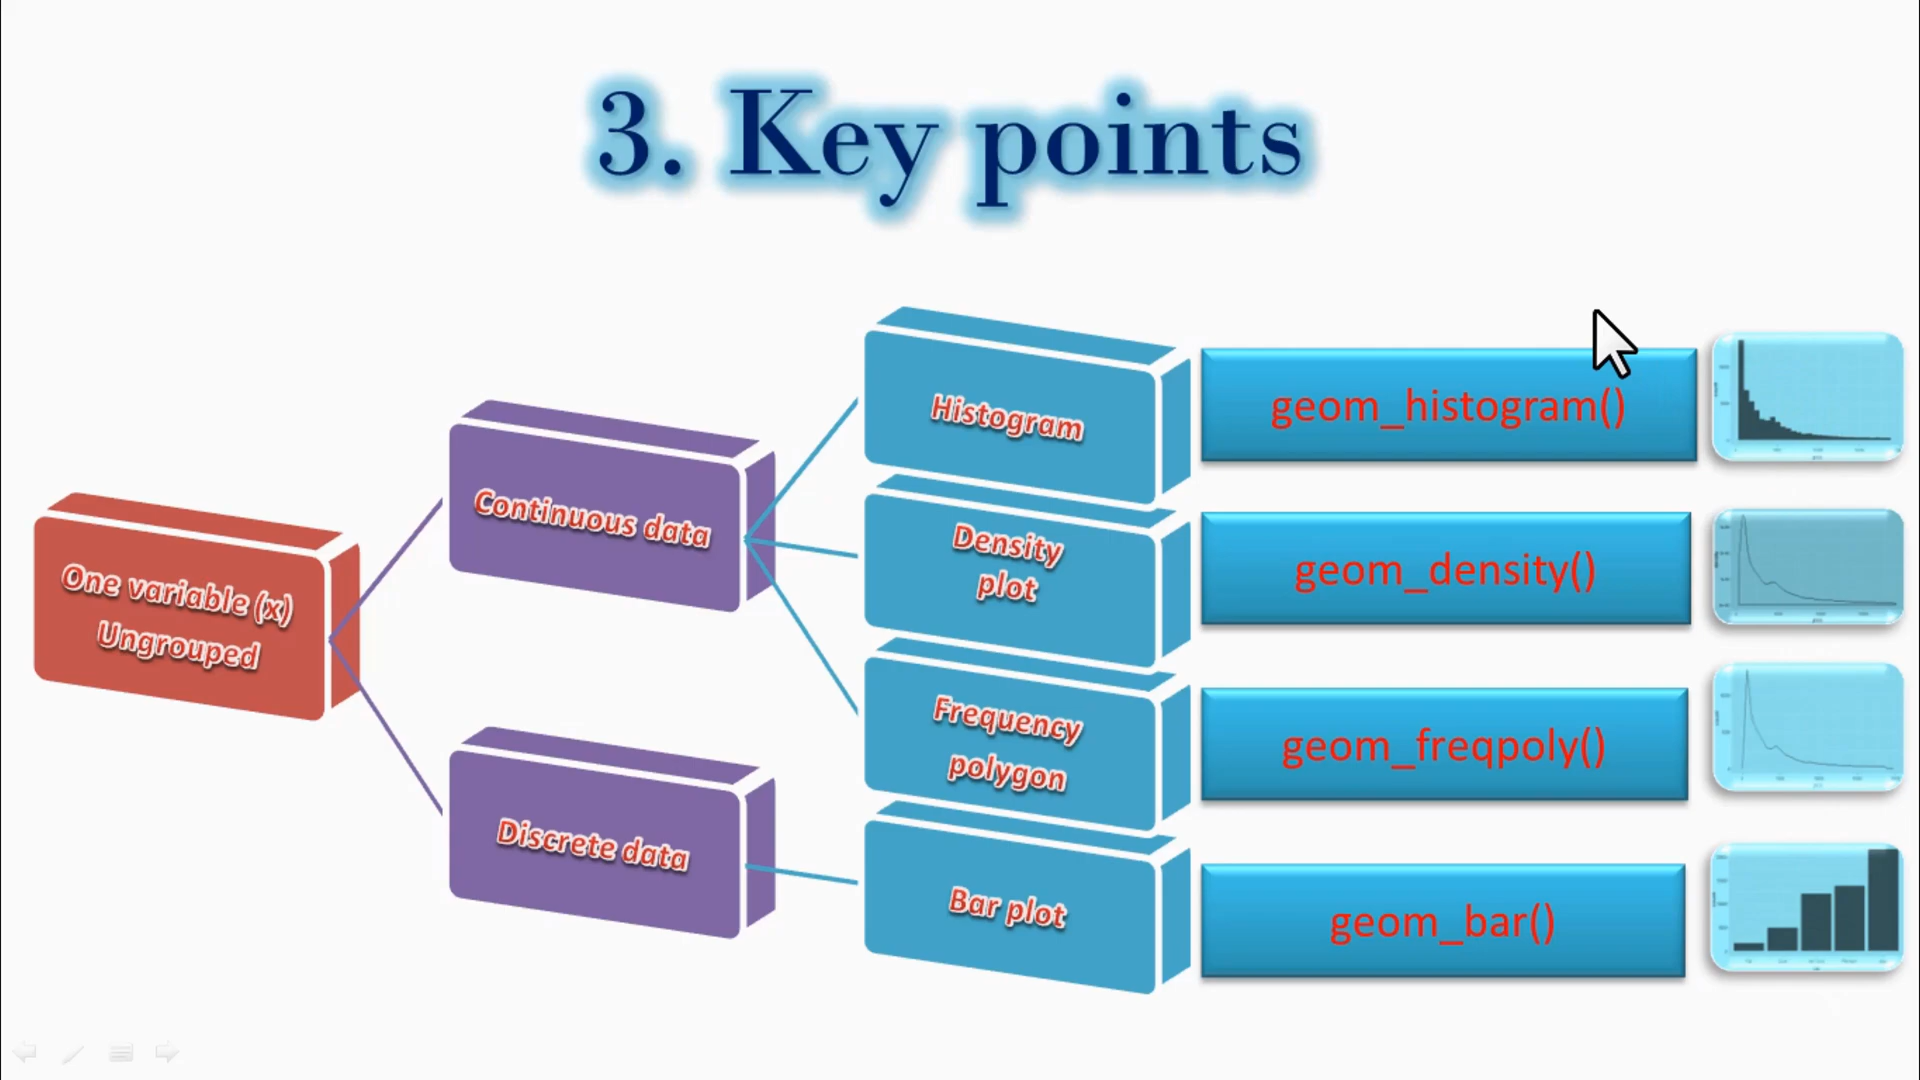 3. Key points
One variable (x)
Ungrouped
Continuous data
Discrete data
Histogram
geom_histogram()
Density
plot
geom_density()
Frequency
polygon
geom_freqpoly()
Bar plot
geom_bar()